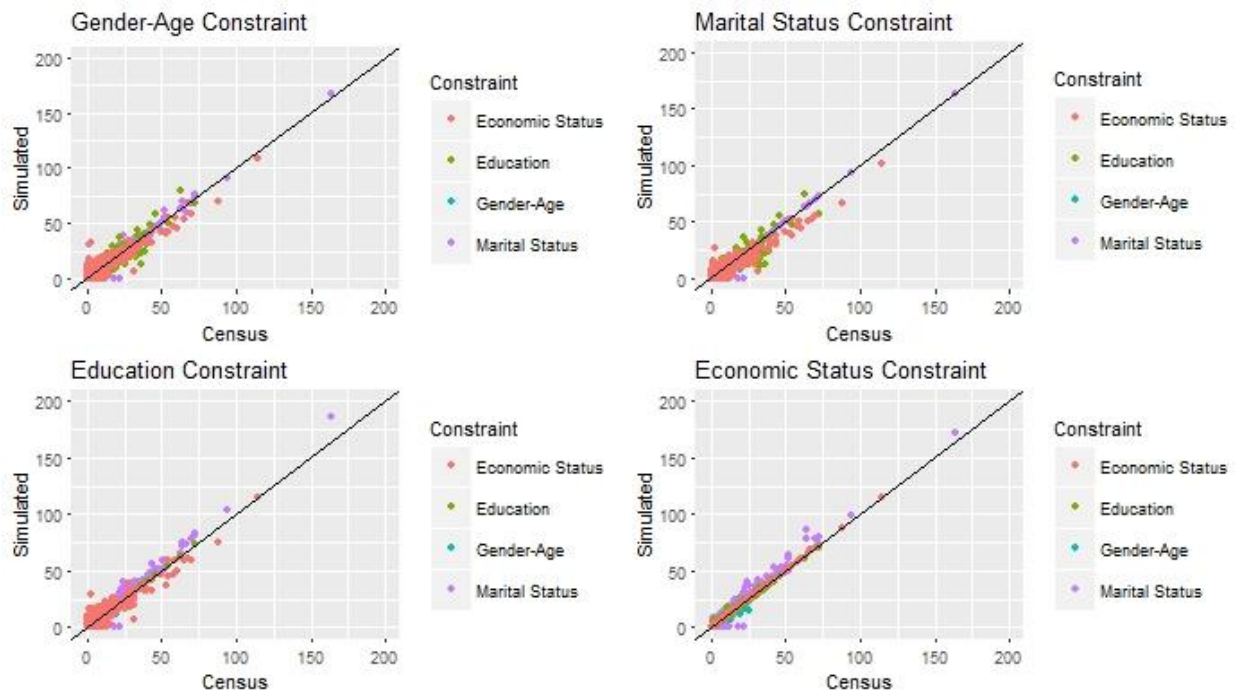 Gender-Age Constraint
200
150
100
50
0
Simulated
0 50 100 150 200
Census
Constraint
Economic Status
Education
Gender-Age
Marital Status
Marital Status Constraint
200
150
100
50
0
Simulated
0 50 100 150 200
Census
Constraint
Economic Status
Education
Gender-Age
Marital Status
Education Constraint
200
150
100
50
0
Simulated
0 50 100 150 200
Census
Constraint
Economic Status
Education
Gender-Age
Marital Status
Economic Status Constraint
200
150
100
50
0
Simulated
0 50 100 150 200
Census
Constraint
Economic Status
Education
Gender-Age
Marital Status